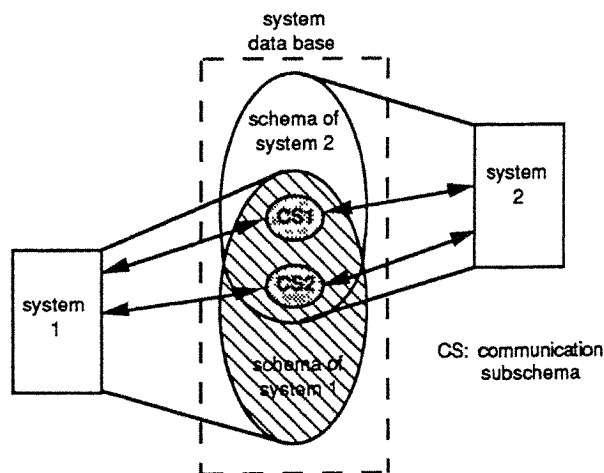 system
data base
schema of
system 2
system
2
CS1
CS2
system
1
schema of
system 1
CS: communication
subschema